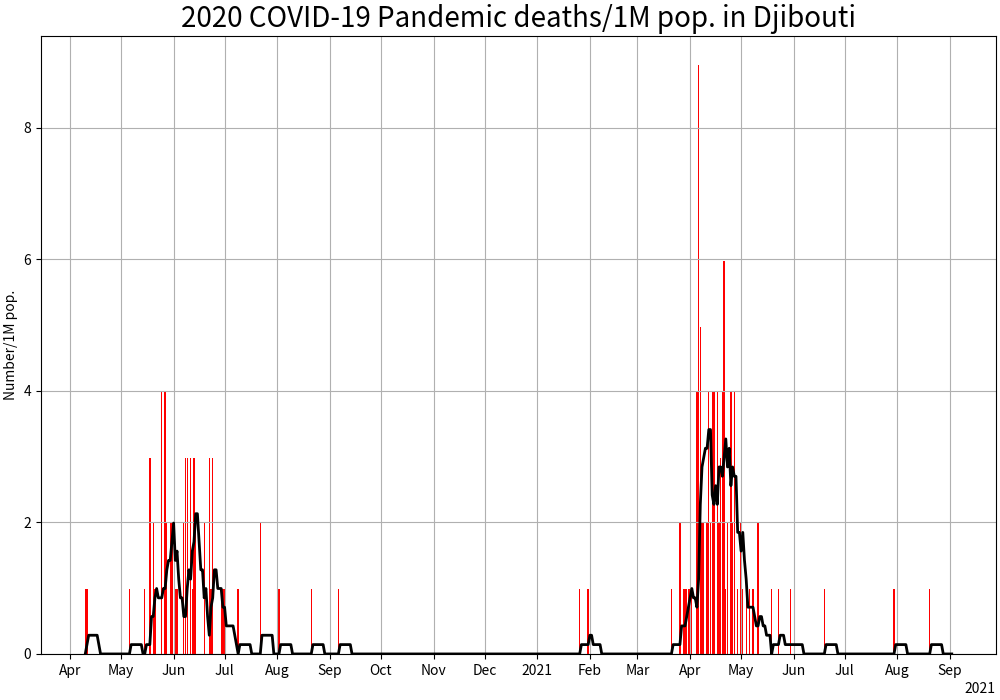 2020 COVID-19 Pandemic deaths/1M pop. in Djibouti
Number/1M pop.
8
6
4
2
0
Apr May Jun Jul Aug Sep Oct Nov Dec 2021 Feb Mar Apr May Jun Jul Aug Sep
2021